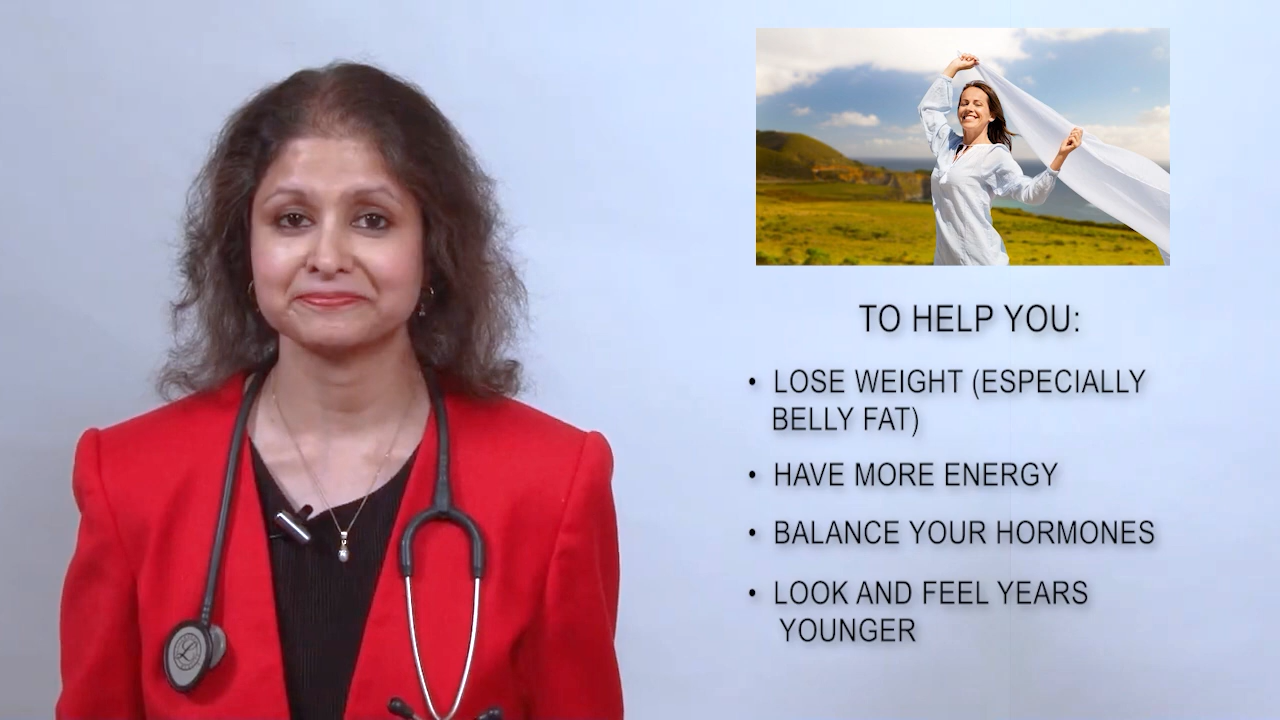 TO HELP YOU:
• LOSE WEIGHT (ESPECIALLY
BELLY FAT)
• HAVE MORE ENERGY
• BALANCE YOUR HORMONES
• LOOK AND FEEL YEARS
YOUNGER